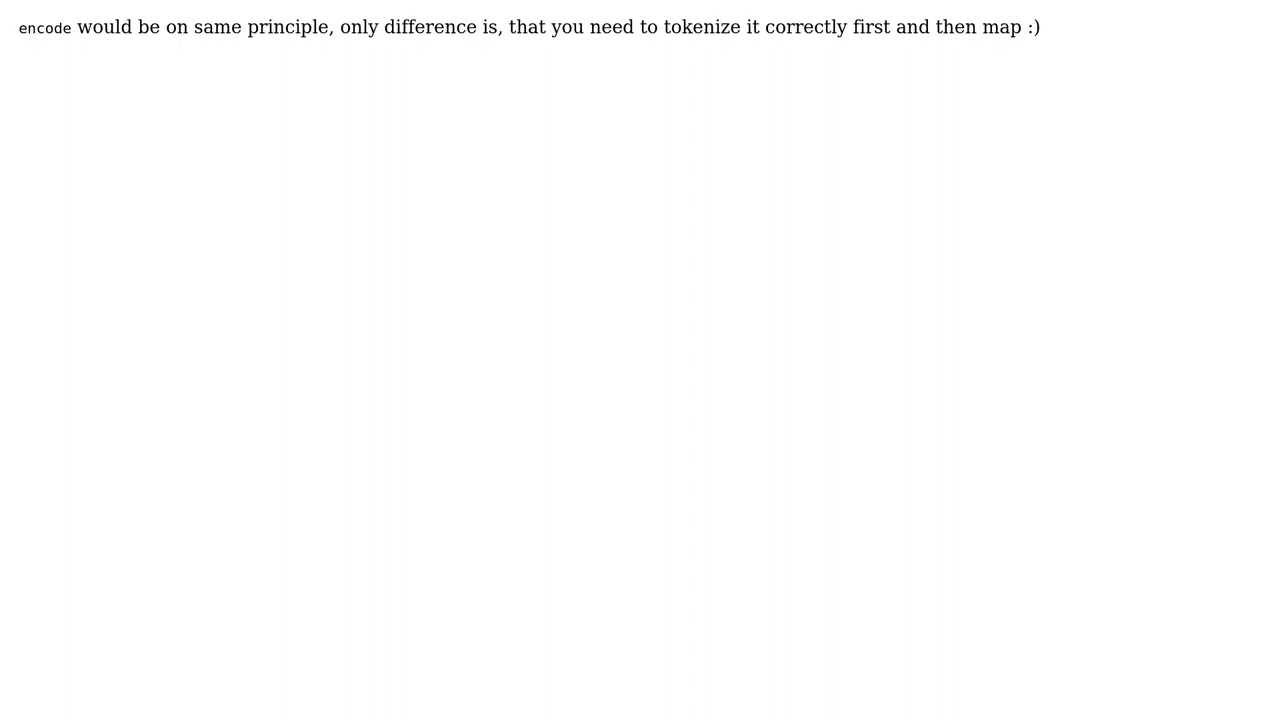 encode would be on same principle, only difference is, that you need to tokenize it correctly first and then map :)